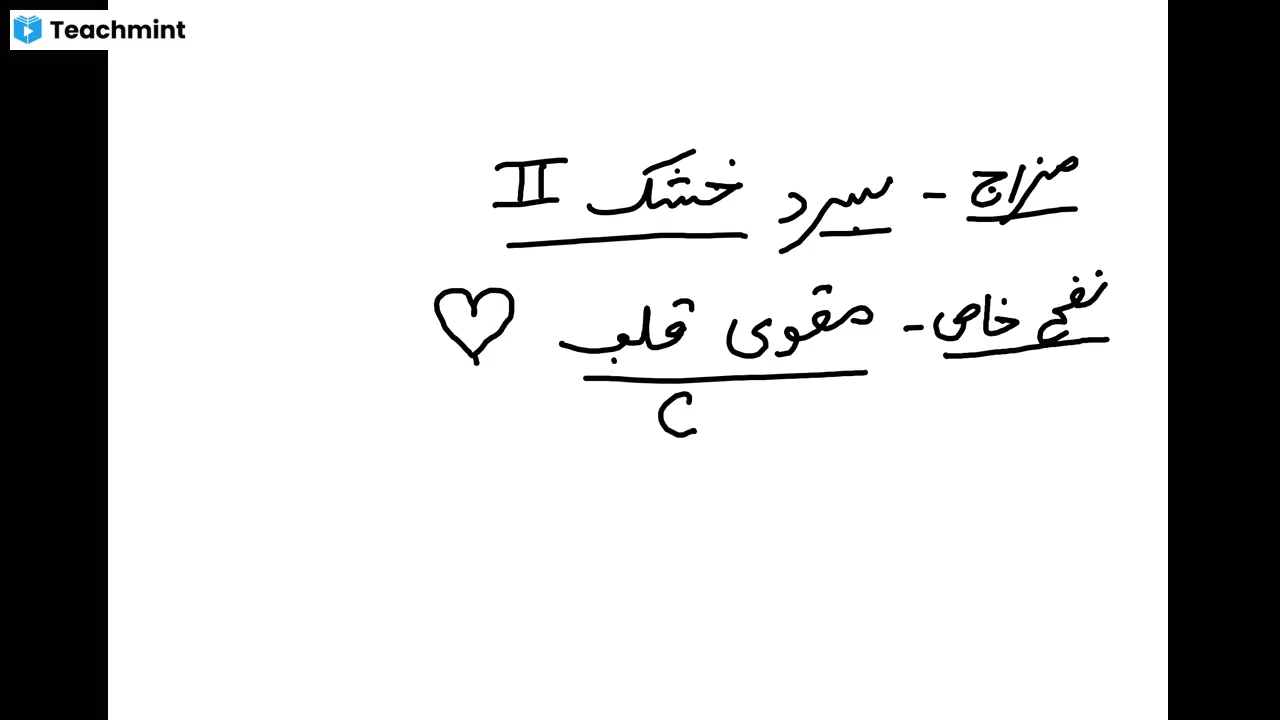 Teachmint
مزاج - سرد خشک II
نفع خاص - مقوی قلب
C